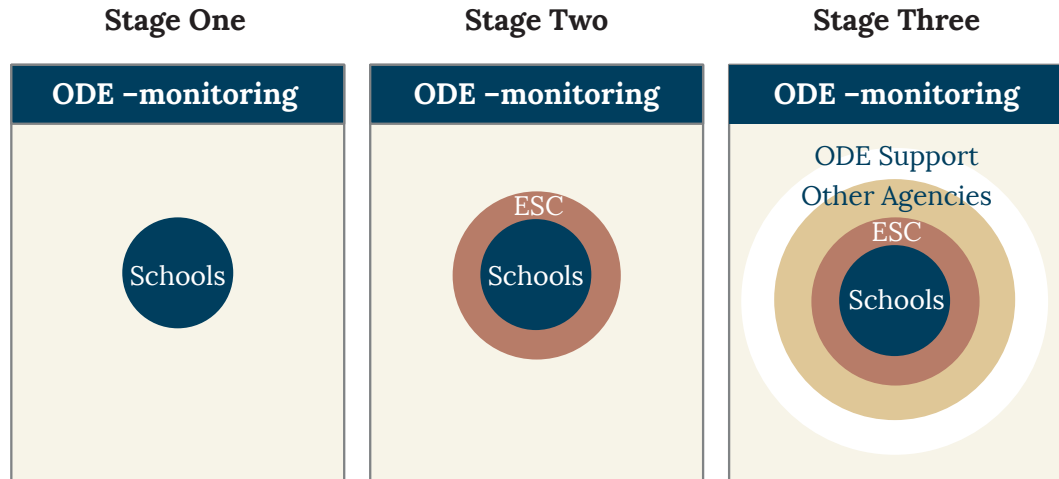 Stage One
ODE –monitoring
Schools
Stage Two
ODE –monitoring
ESC
Schools
Stage Three
ODE –monitoring
ODE Support
Other Agencies
ESC
Schools